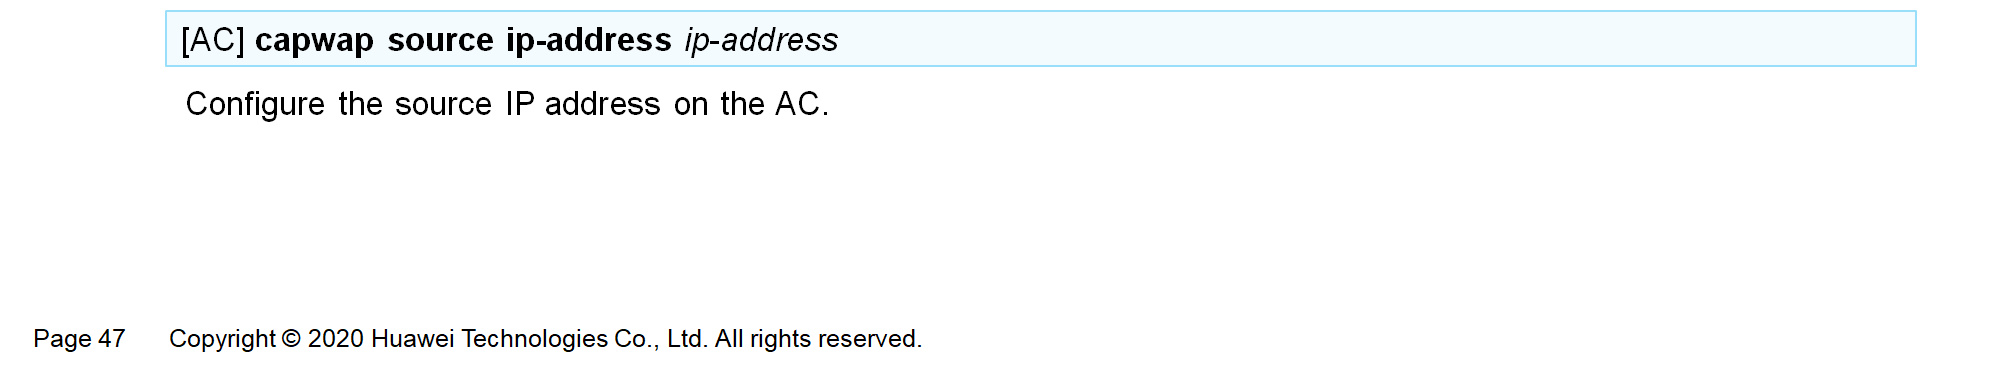 [AC] capwap source ip-address ip-address
Configure the source IP address on the AC.
Page 47 Copyright © 2020 Huawei Technologies Co., Ltd. All rights reserved.